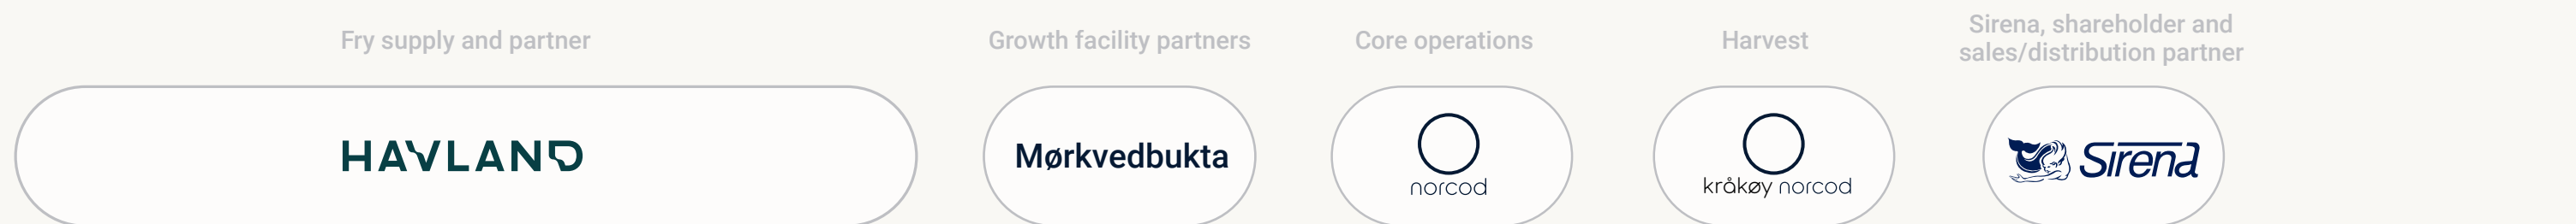 Fry supply and partner
Growth facility partners
Core operations
Harvest
Sirena, shareholder and
sales/distribution partner
HAVLAND
Mørkvedbukta
norcod
kråkøy norcod
Sirena